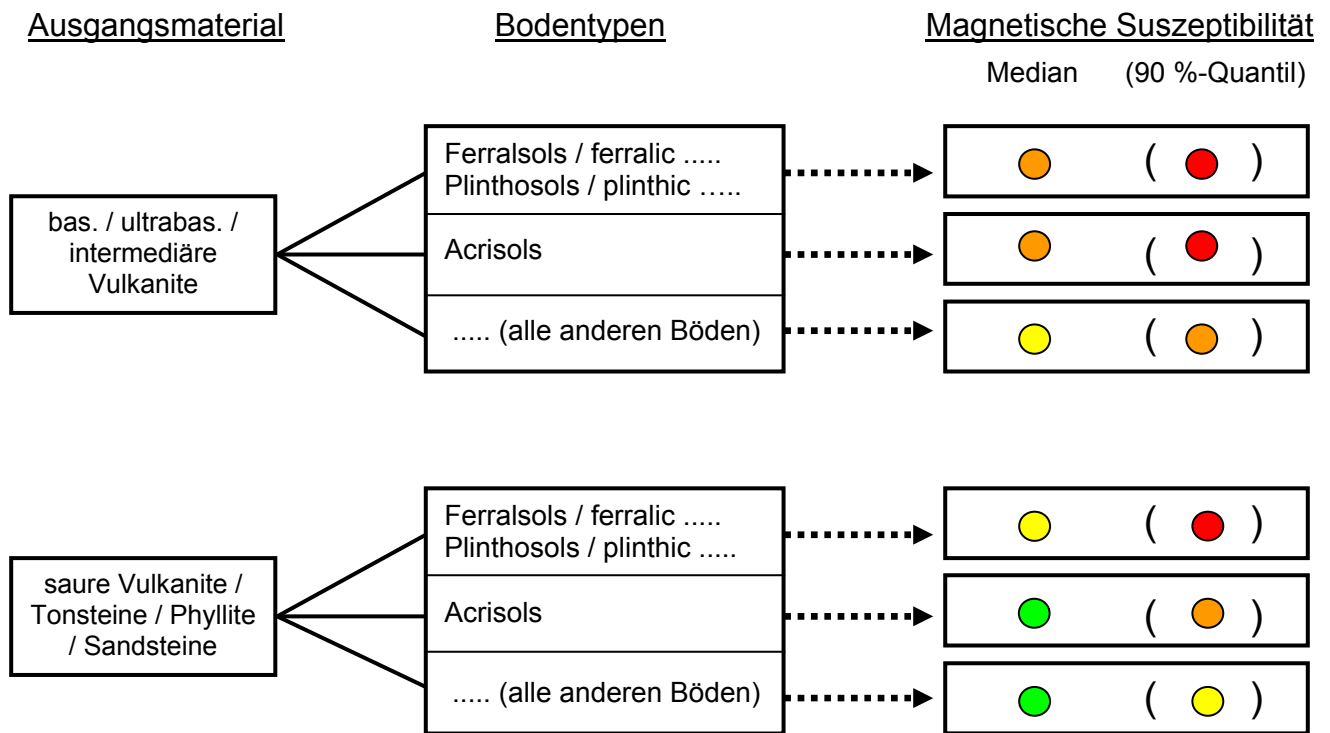 Ausgangsmaterial
Bodentypen
Magnetische Suszeptibilität
Median (90 %-Quantil)
bas. / ultrabas. /
intermediäre
Vulkanite
Ferralsols / ferralic .....
Plinthosols / plinthic …..
Acrisols
..... (alle anderen Böden)
( )
( )
( )
saure Vulkanite /
Tonsteine / Phyllite
/ Sandsteine
Ferralsols / ferralic .....
Plinthosols / plinthic .....
Acrisols
..... (alle anderen Böden)
( )
( )
( )